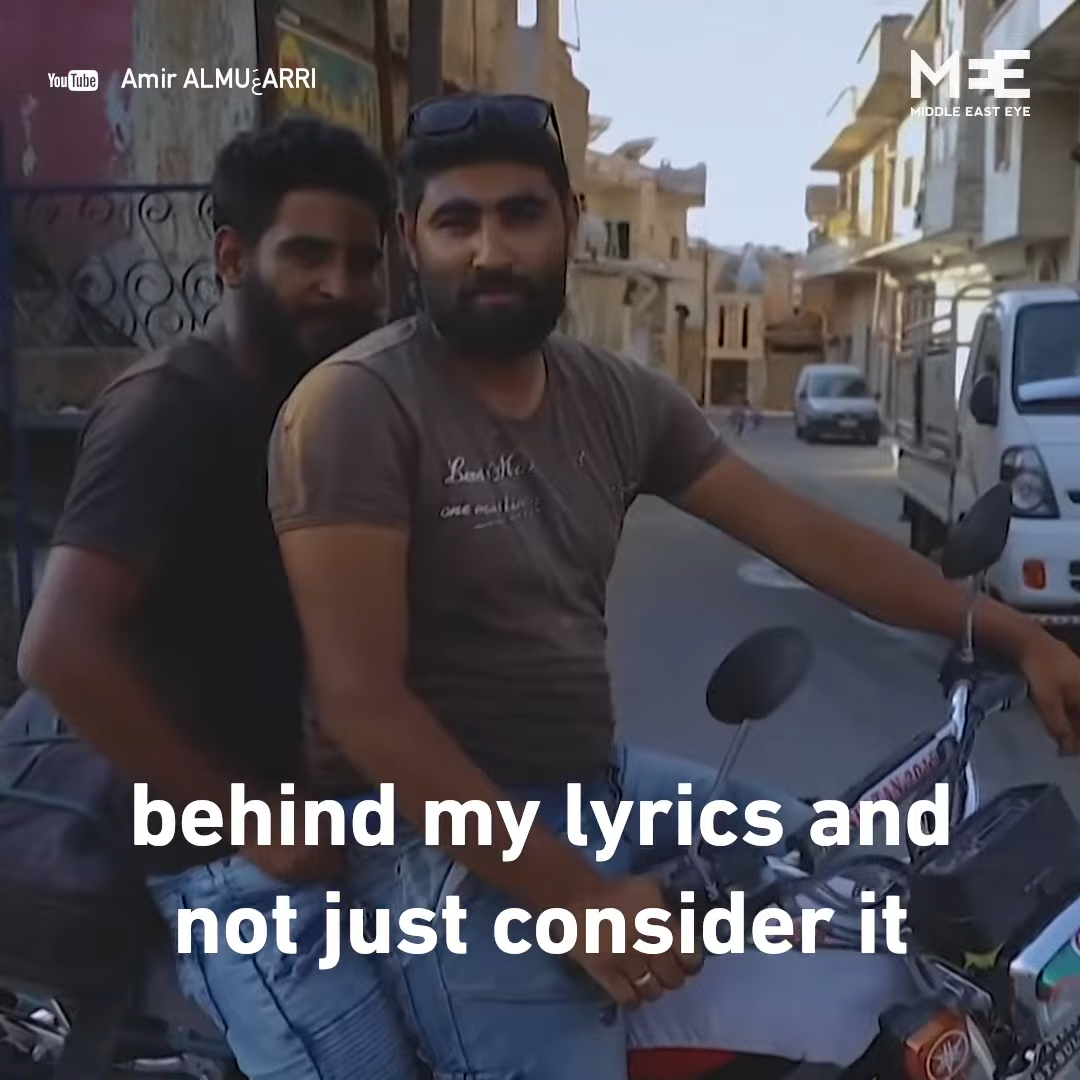 YouTube Amir ALMUعARRI
MEE
MIDDLE EAST EYE
behind my lyrics and
not just consider it